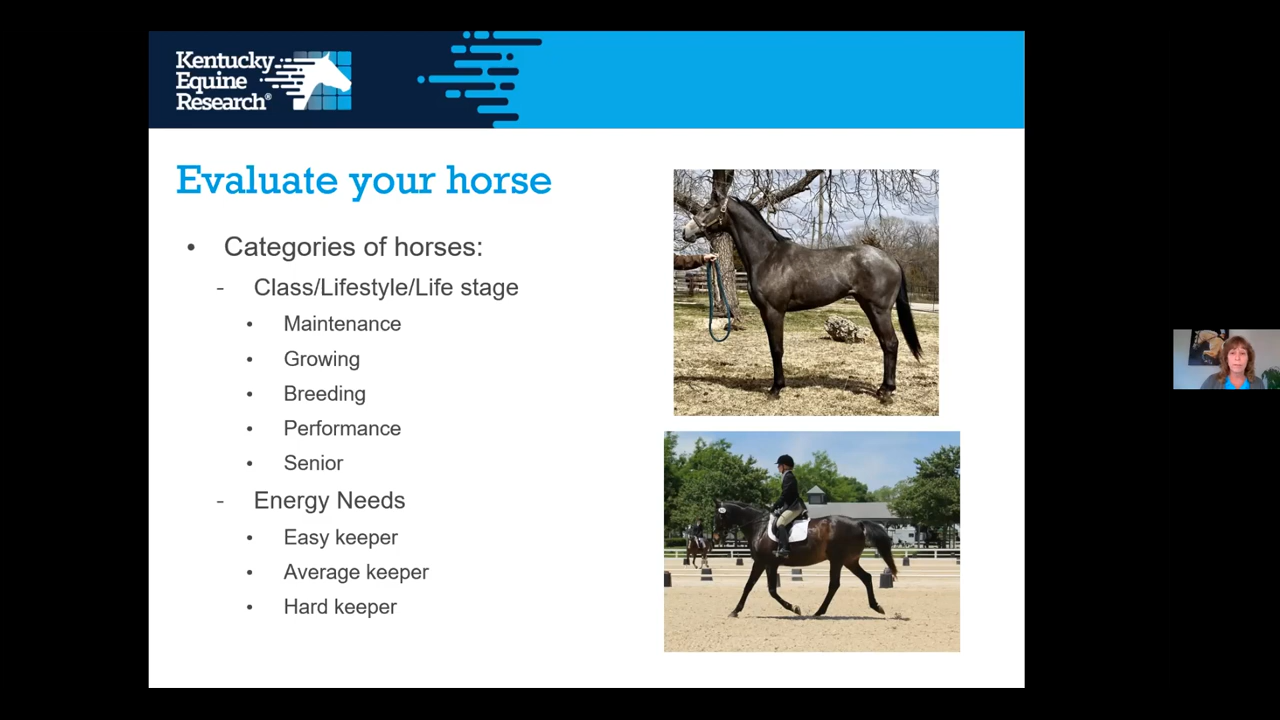 Kentucky
Equine
Research®
Evaluate your horse
• Categories of horses:
- Class/Lifestyle/Life stage
• Maintenance
• Growing
• Breeding
• Performance
• Senior
- Energy Needs
• Easy keeper
• Average keeper
• Hard keeper